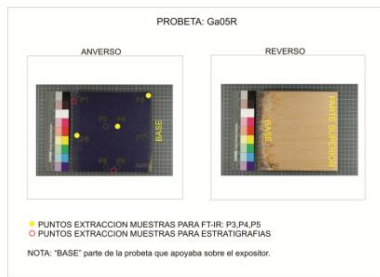 PROBETA: Ga05R
ANVERSO
REVERSO
P1
BASE
BASE
PARTE SUPERIOR
PUNTOS EXTRACCION MUESTRAS PARA FT-IR: P3,P4,P5
PUNTOS EXTRACCION MUESTRAS PARA ESTRATIGRAFIAS
NOTA: "BASE" parte de la probeta que apoyaba sobre el expositor.